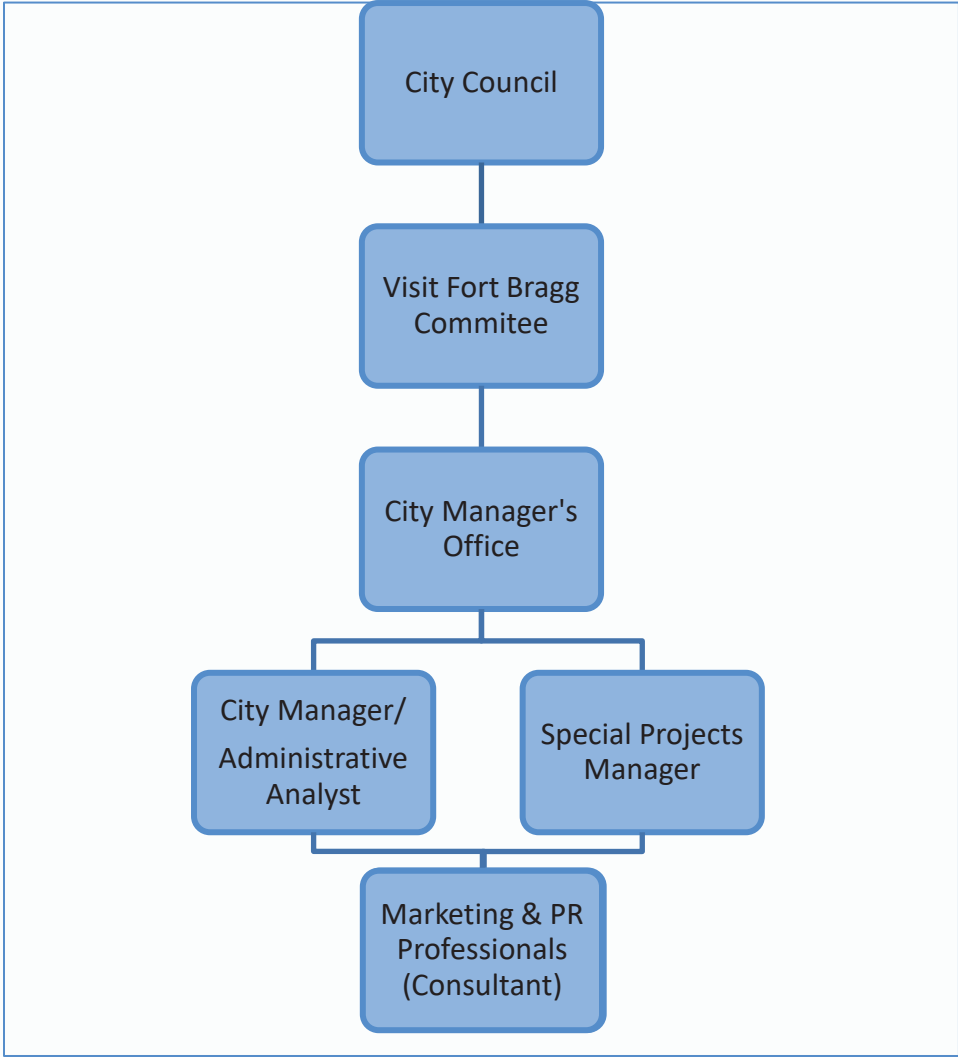 City Council
Visit Fort Bragg
Commitee
City Manager's
Office
City Manager/
Administrative
Analyst
Special Projects
Manager
Marketing & PR
Professionals
(Consultant)